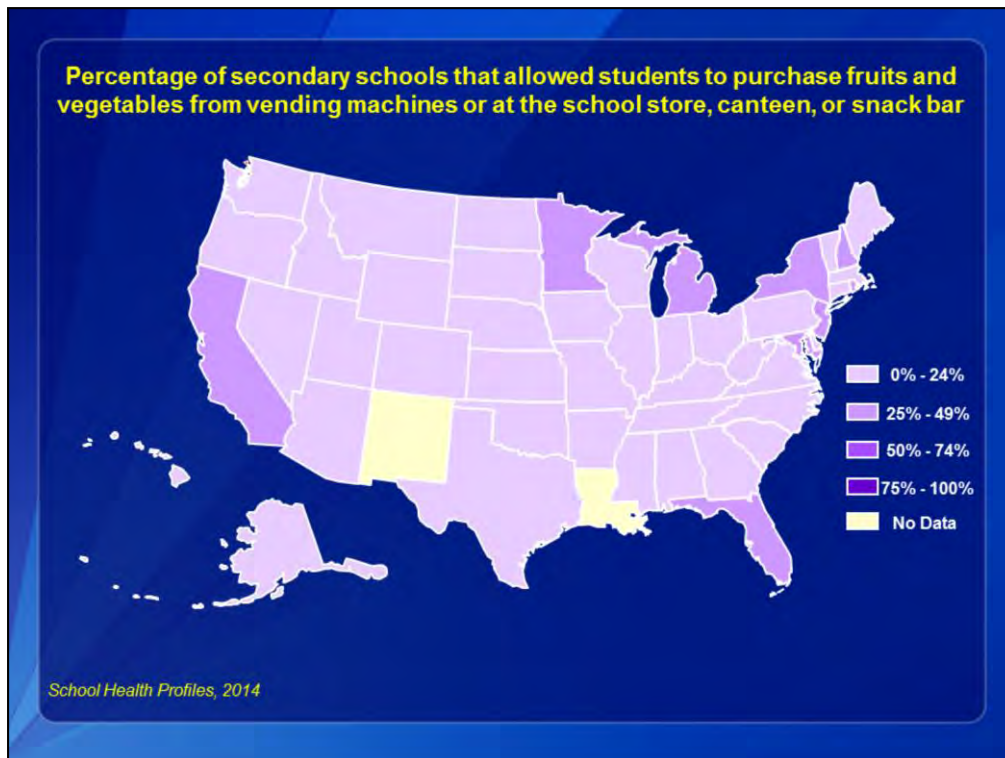 Percentage of secondary schools that allowed students to purchase fruits and
vegetables from vending machines or at the school store, canteen, or snack bar
0% - 24%
25% - 49%
50% - 74%
75% - 100%
No Data
School Health Profiles, 2014